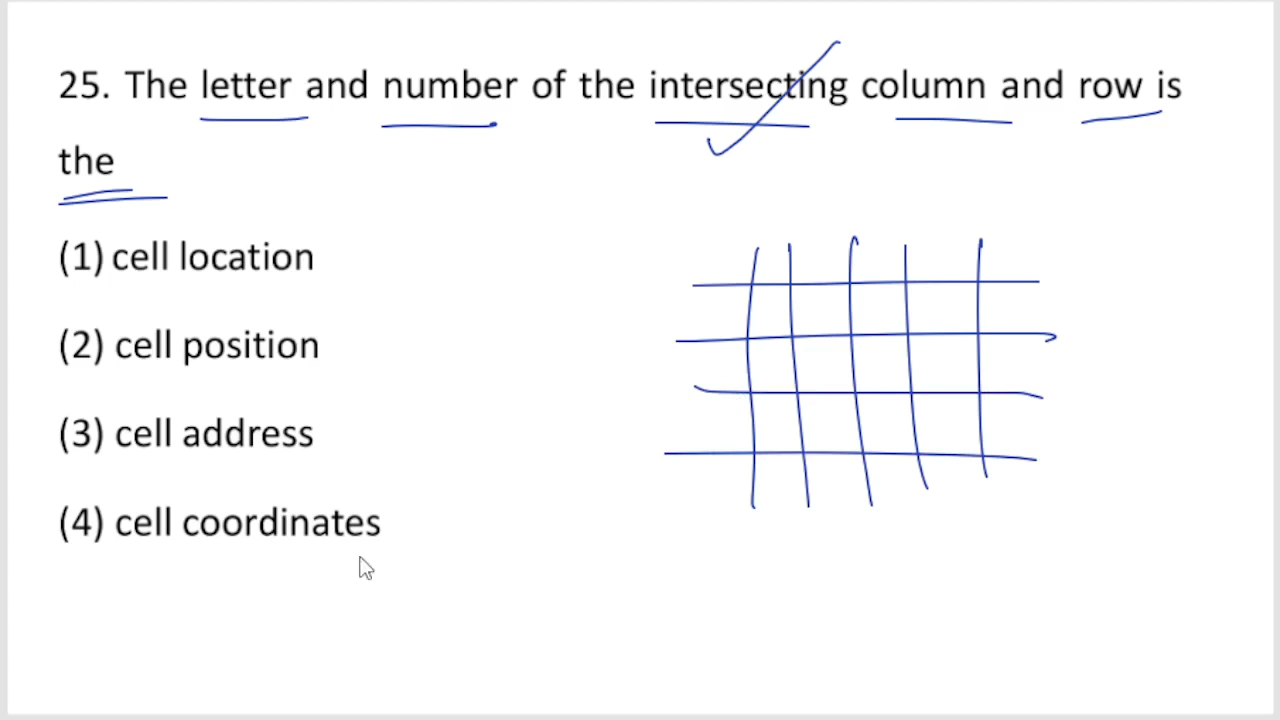 25. The letter and number of the intersecting column and row is
the
(1) cell location
(2) cell position
(3) cell address
(4) cell coordinates